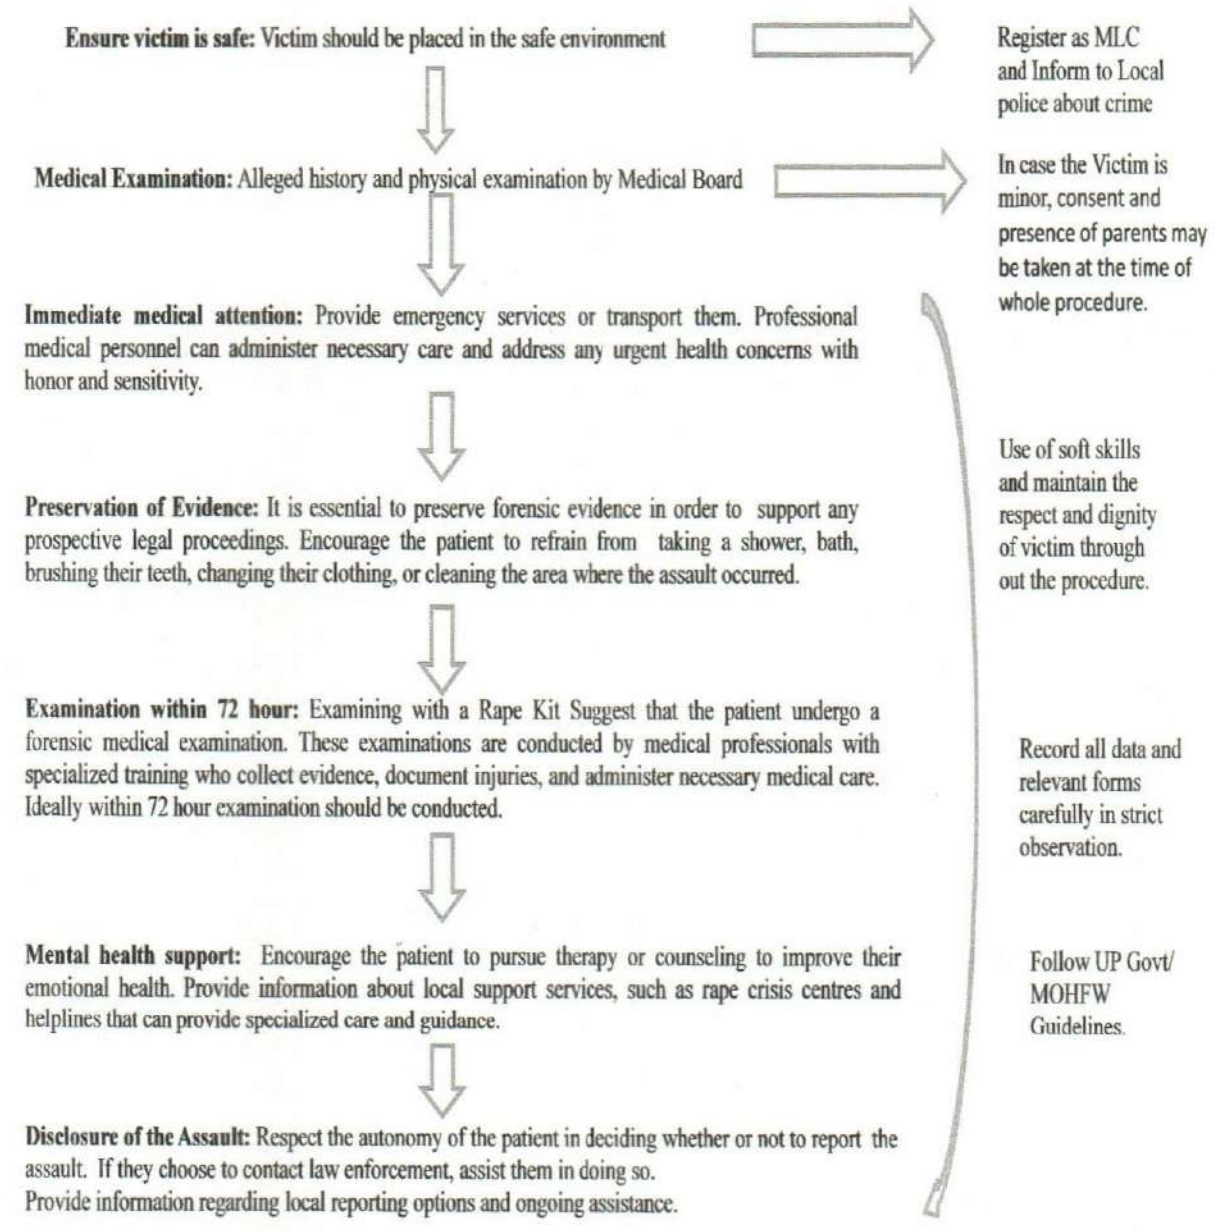 Ensure victim is safe: Victim should be placed in the safe environment
Register as MLC
and Inform to Local
police about crime
Medical Examination: Alleged history and physical examination by Medical Board
In case the Victim is
minor, consent and
presence of parents may
be taken at the time of
whole procedure.
Immediate medical attention: Provide emergency services or transport them. Professional
medical personnel can administer necessary care and address any urgent health concerns with
honor and sensitivity.
Use of soft skills
and maintain the
respect and dignity
of victim through
out the procedure.
Preservation of Evidence: It is essential to preserve forensic evidence in order to support any
prospective legal proceedings. Encourage the patient to refrain from taking a shower, bath,
brushing their teeth, changing their clothing, or cleaning the area where the assault occurred.
Examination within 72 hour: Examining with a Rape Kit Suggest that the patient undergo a
forensic medical examination. These examinations are conducted by medical professionals with
specialized training who collect evidence, document injuries, and administer necessary medical care.
Ideally within 72 hour examination should be conducted.
Record all data and
relevant forms
carefully in strict
observation.
Mental health support: Encourage the patient to pursue therapy or counseling to improve their
emotional health. Provide information about local support services, such as rape crisis centres and
helplines that can provide specialized care and guidance.
Follow UP Govt/
MOHFW
Guidelines.
Disclosure of the Assault: Respect the autonomy of the patient in deciding whether or not to report the
assault. If they choose to contact law enforcement, assist them in doing so.
Provide information regarding local reporting options and ongoing assistance.